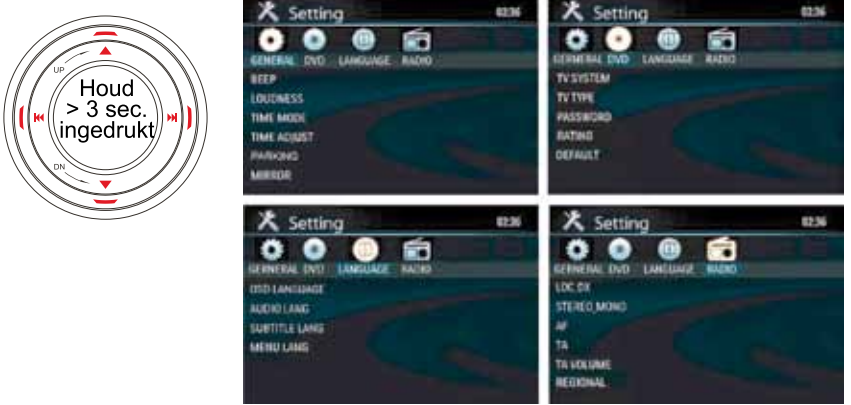 UP
Houd
> 3 sec.
ingedrukt
DN
Setting 02:36
GENERAL DVD LANGUAGE RADIO
BEEP
LOUDNESS
TIME MODE
TIME ADJUST
PARKING
MIRROR
Setting 02:36
GERNERAL DVD LANGUAGE RADIO
TV SYSTEM
TV TYPE
PASSWORD
RATING
DEFAULT
Setting 02:36
GERNERAL DVD LANGUAGE RADIO
OSD LANGUAGE
AUDIO LANG
SUBTITLE LANG
MENU LANG
Setting 02:36
GERNERAL DVD LANGUAGE RADIO
LOC DX
STEREO_MONO
AF
TA
TA VOLUME
REGIONAL